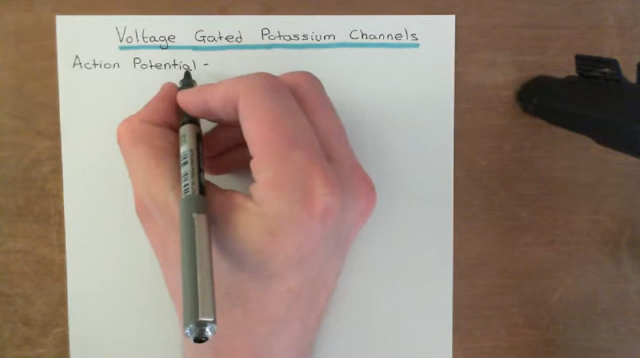 Voltage Gated Potassium Channels
Action Potential -